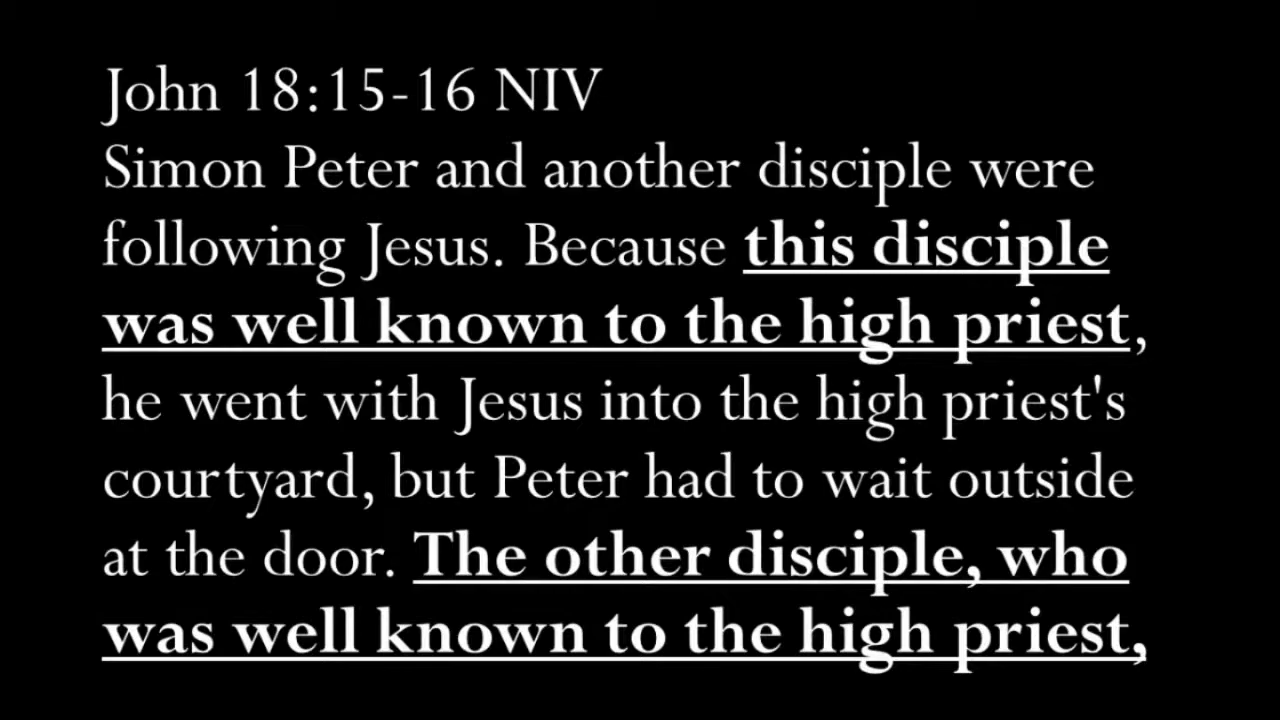 John 18:15-16 NIV
Simon Peter and another disciple were
following Jesus. Because this disciple
was well known to the high priest,
he went with Jesus into the high priest's
courtyard, but Peter had to wait outside
at the door. The other disciple, who
was well known to the high priest,